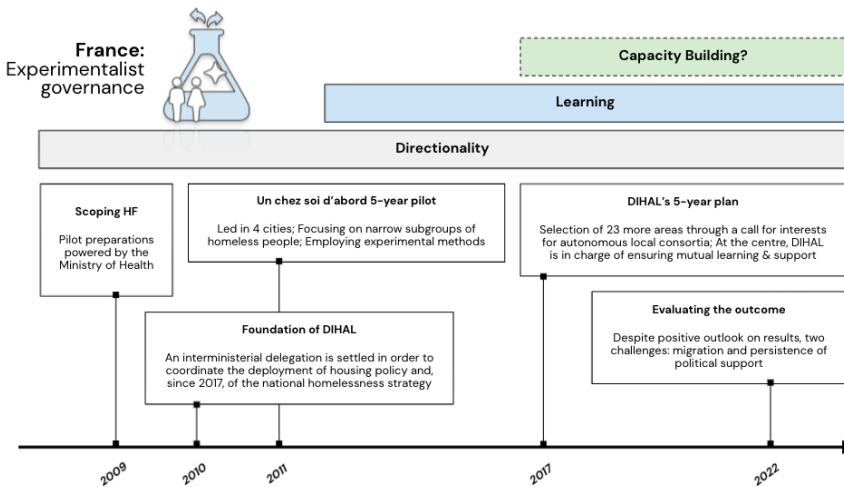 France:
Experimentalist
governance
Capacity Building?
Learning
Directionality
Scoping HF
Pilot preparations
powered by the
Ministry of Health
Un chez soi d'abord 5-year pilot
Led in 4 cities; Focusing on narrow subgroups of
homeless people; Employing experimental methods
DIHAL's 5-year plan
Selection of 23 more areas through a call for interests
for autonomous local consortia; At the centre, DIHAL
is in charge of ensuring mutual learning & support
Foundation of DIHAL
An interministerial delegation is settled in order to
coordinate the deployment of housing policy and,
since 2017, of the national homelessness strategy
Evaluating the outcome
Despite positive outlook on results, two
challenges: migration and persistence of
political support
2009
2010
2011
2017
2022